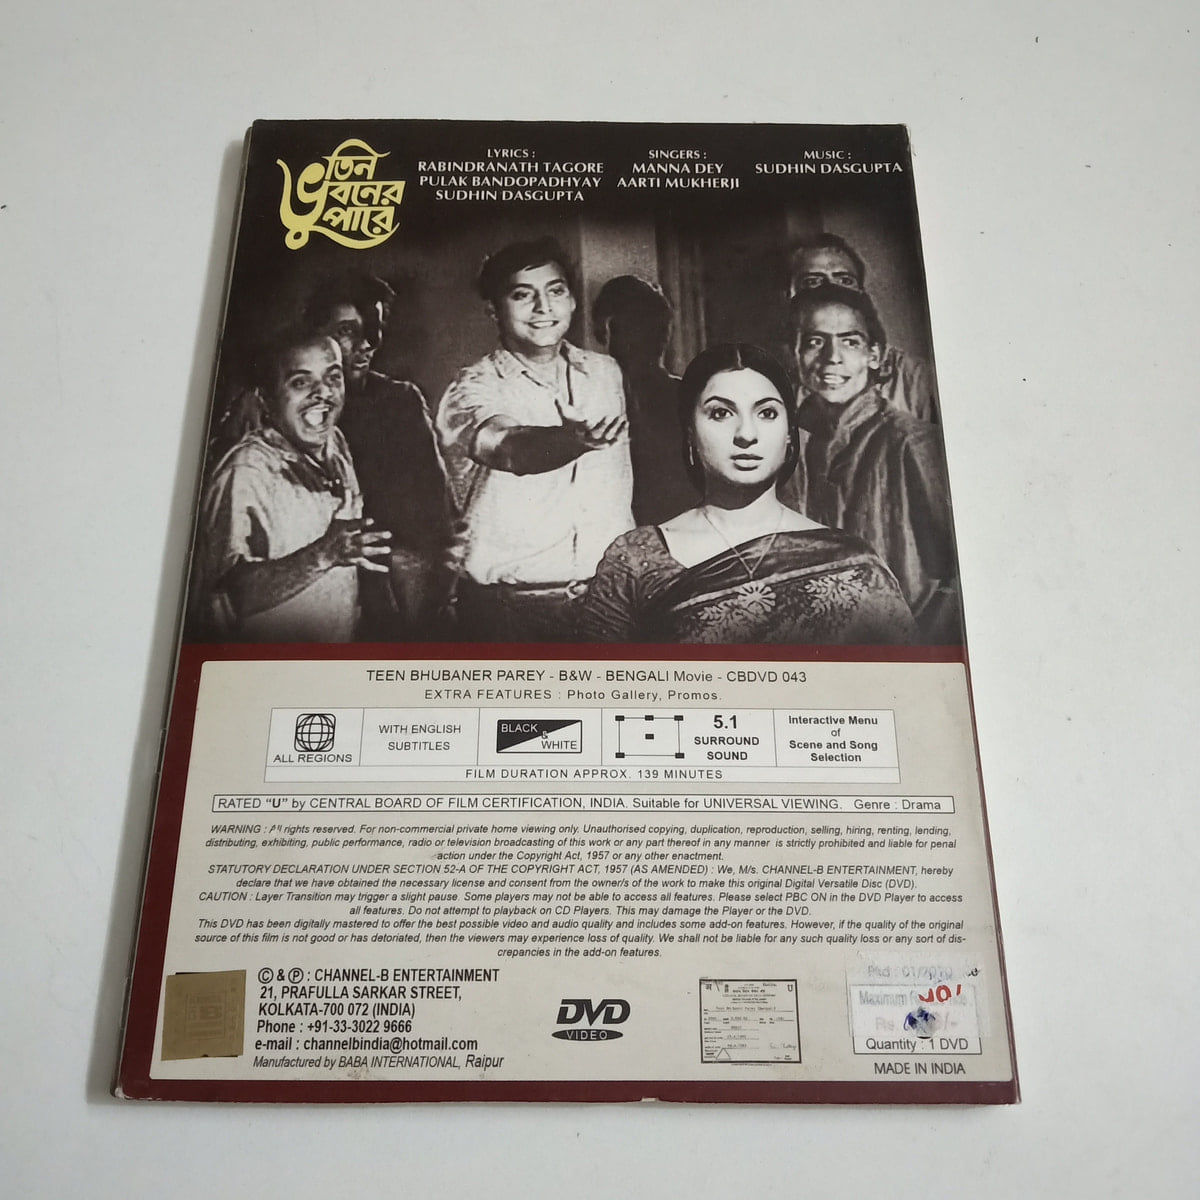 তিন
ভুবনের
পারে
LYRICS :
RABINDRANATH TAGORE
PULAK BANDOPADHYAY
SUDHIN DASGUPTA
SINGERS :
MANNA DEY
AARTI MUKHERJI
MUSIC :
SUDHIN DASGUPTA
TEEN BHUBANER PAREY - B&W - BENGALI Movie - CBDVD 043
EXTRA FEATURES : Photo Gallery, Promos.
ALL REGIONS
WITH ENGLISH
SUBTITLES
BLACK
&
WHITE
5.1
SURROUND
SOUND
Interactive Menu
of
Scene and Song
Selection
FILM DURATION APPROX. 139 MINUTES
RATED "U" by CENTRAL BOARD OF FILM CERTIFICATION, INDIA. Suitable for UNIVERSAL VIEWING. Genre : Drama
WARNING : All rights reserved. For non-commercial private home viewing only. Unauthorised copying, duplication, reproduction, selling, hiring, renting, lending,
distributing, exhibiting, public performance, radio or television broadcasting of this work or any part thereof in any manner is strictly prohibited and liable for penal
action under the Copyright Act, 1957 or any other enactment.
STATUTORY DECLARATION UNDER SECTION 52-A OF THE COPYRIGHT ACT, 1957 (AS AMENDED) : We, M/s. CHANNEL-B ENTERTAINMENT, hereby
declare that we have obtained the necessary license and consent from the owner/s of the work to make this original Digital Versatile Disc (DVD).
CAUTION : Layer Transition may trigger a slight pause. Some players may not be able to access all features. Please select PBC ON in the DVD Player to access
all features. Do not attempt to playback on CD Players. This may damage the Player or the DVD.
This DVD has been digitally mastered to offer the best possible video and audio quality and includes some add-on features. However, if the quality of the original
source of this film is not good or has detoriated, then the viewers may experience loss of quality. We shall not be liable for any such quality loss or any sort of dis-
crepancies in the add-on features.
© & ℗ : CHANNEL-B ENTERTAINMENT
21, PRAFULLA SARKAR STREET,
KOLKATA-700 072 (INDIA)
Phone : +91-33-3022 9666
e-mail : channelbindia@hotmail.com
Manufactured by BABA INTERNATIONAL, Raipur
DVD
VIDEO
Pkd : 01/2010
Maximum
Rs.
Quantity : 1 DVD
MADE IN INDIA